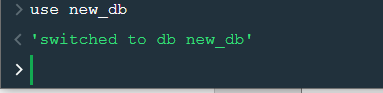 > use new_db
< 'switched to db new_db'
>